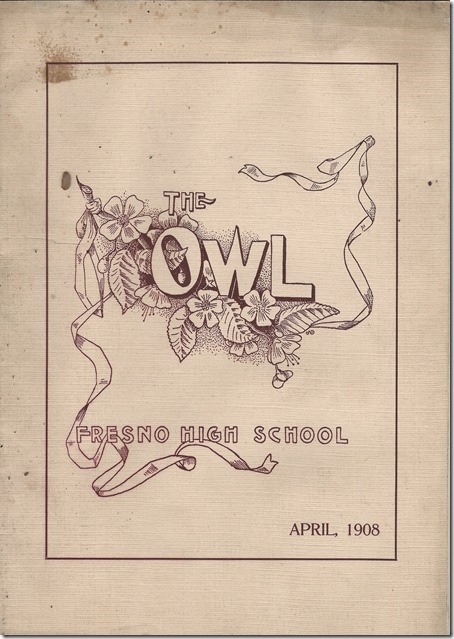 THE
OWL
FRESNO HIGH SCHOOL
APRIL, 1908